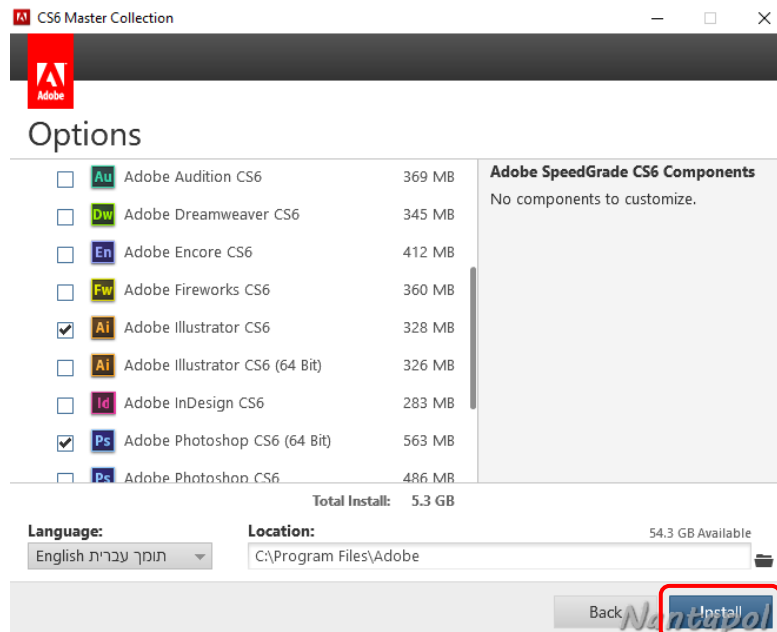 CS6 Master Collection
Adobe
Options
Au Adobe Audition CS6 369 MB
Dw Adobe Dreamweaver CS6 345 MB
En Adobe Encore CS6 412 MB
Fw Adobe Fireworks CS6 360 MB
Ai Adobe Illustrator CS6 328 MB
Ai Adobe Illustrator CS6 (64 Bit) 326 MB
Id Adobe InDesign CS6 283 MB
Ps Adobe Photoshop CS6 (64 Bit) 563 MB
Ps Adobe Photoshop CS6 486 MB
Adobe SpeedGrade CS6 Components
No components to customize.
Total Install: 5.3 GB
Language:
English תומך עברית
Location:
54.3 GB Available
C:\Program Files\Adobe
Back
Install
Nantapol